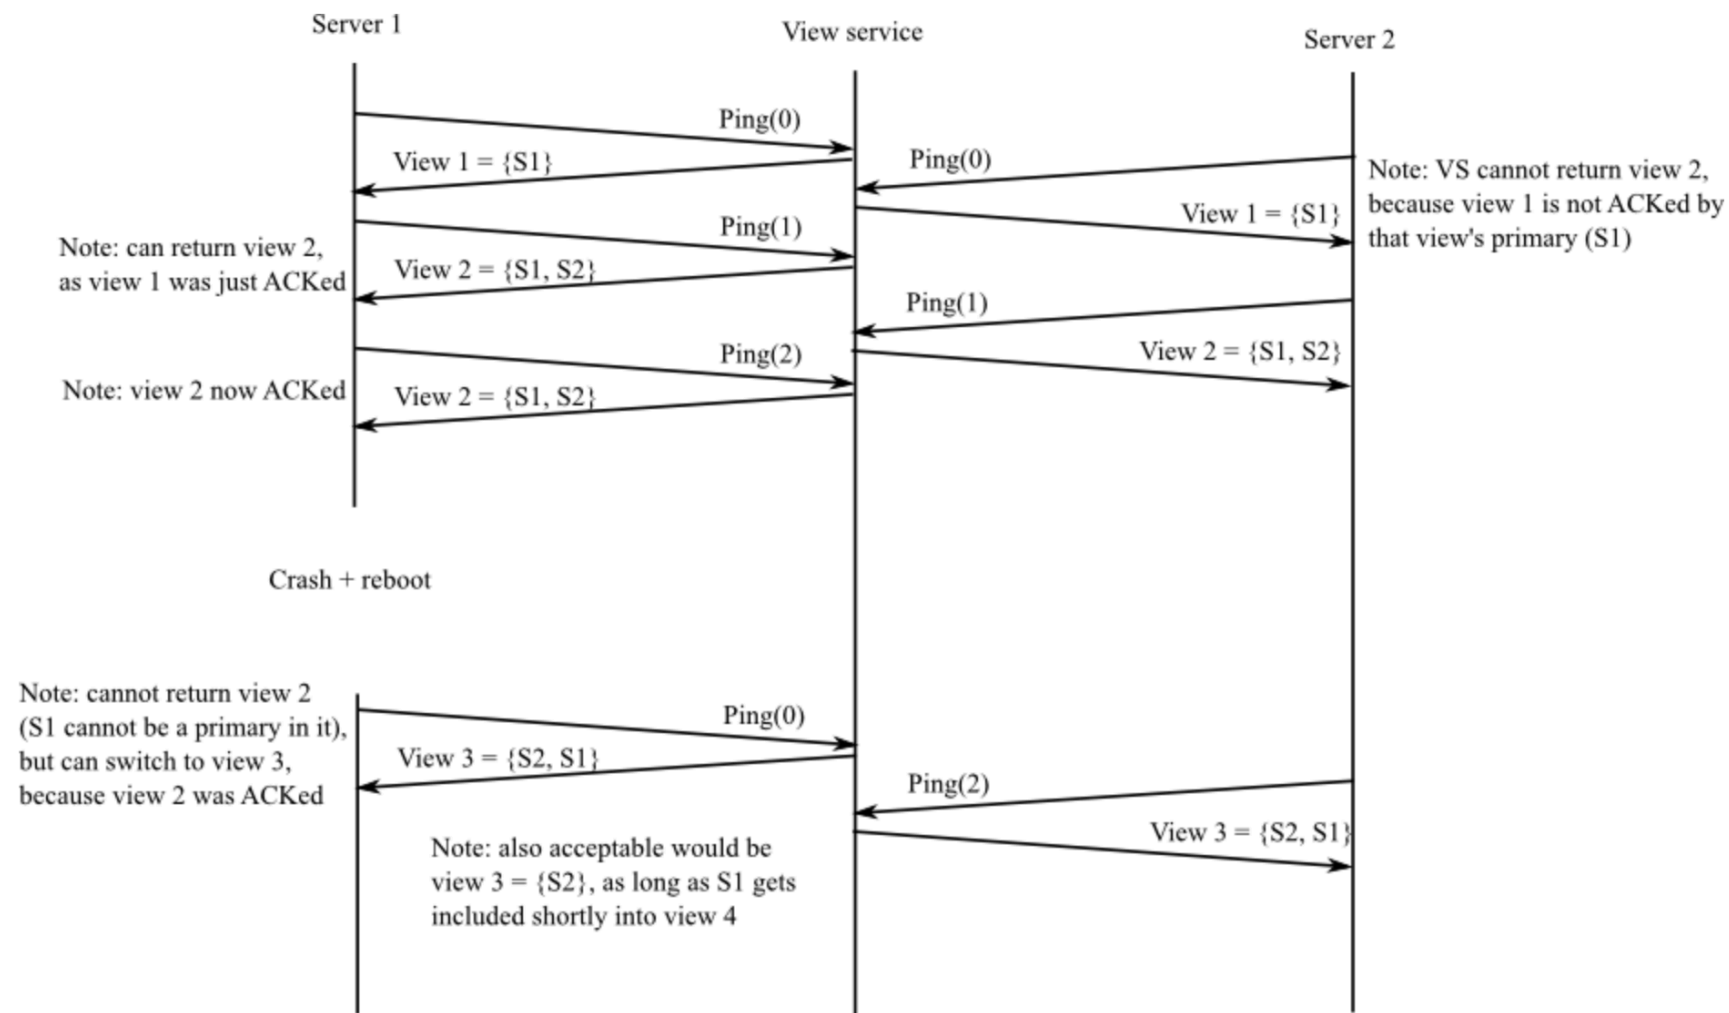 Server 1
View service
Server 2
Ping(0)
View 1 = {S1}
Ping(0)
Note: VS cannot return view 2,
because view 1 is not ACKed by
that view's primary (S1)
View 1 = {S1}
Ping(1)
Note: can return view 2,
as view 1 was just ACKed
View 2 = {S1, S2}
Ping(1)
View 2 = {S1, S2}
Ping(2)
Note: view 2 now ACKed
View 2 = {S1, S2}
Crash + reboot
Note: cannot return view 2
(S1 cannot be a primary in it),
but can switch to view 3,
because view 2 was ACKed
Ping(0)
View 3 = {S2, S1}
Ping(2)
View 3 = {S2, S1}
Note: also acceptable would be
view 3 = {S2}, as long as S1 gets
included shortly into view 4